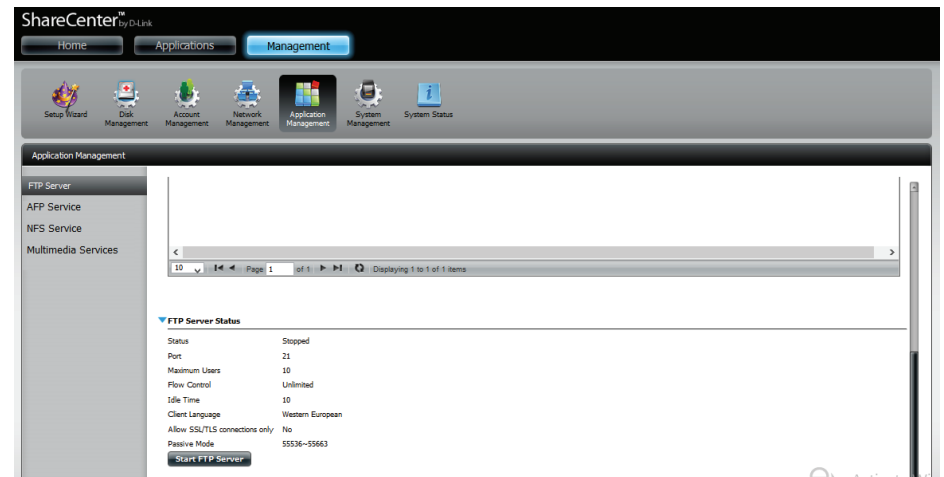 ShareCenter™ by D-Link
Home Applications Management
Setup Wizard Disk Management Account Management Network Management Application Management System Management System Status
Application Management
FTP Server
AFP Service
NFS Service
Multimedia Services
10 Page 1 of 1 Displaying 1 to 1 of 1 items
FTP Server Status
Status Stopped
Port 21
Maximum Users 10
Flow Control Unlimited
Idle Time 10
Client Language Western European
Allow SSL/TLS connections only No
Passive Mode 55536~55663
Start FTP Server